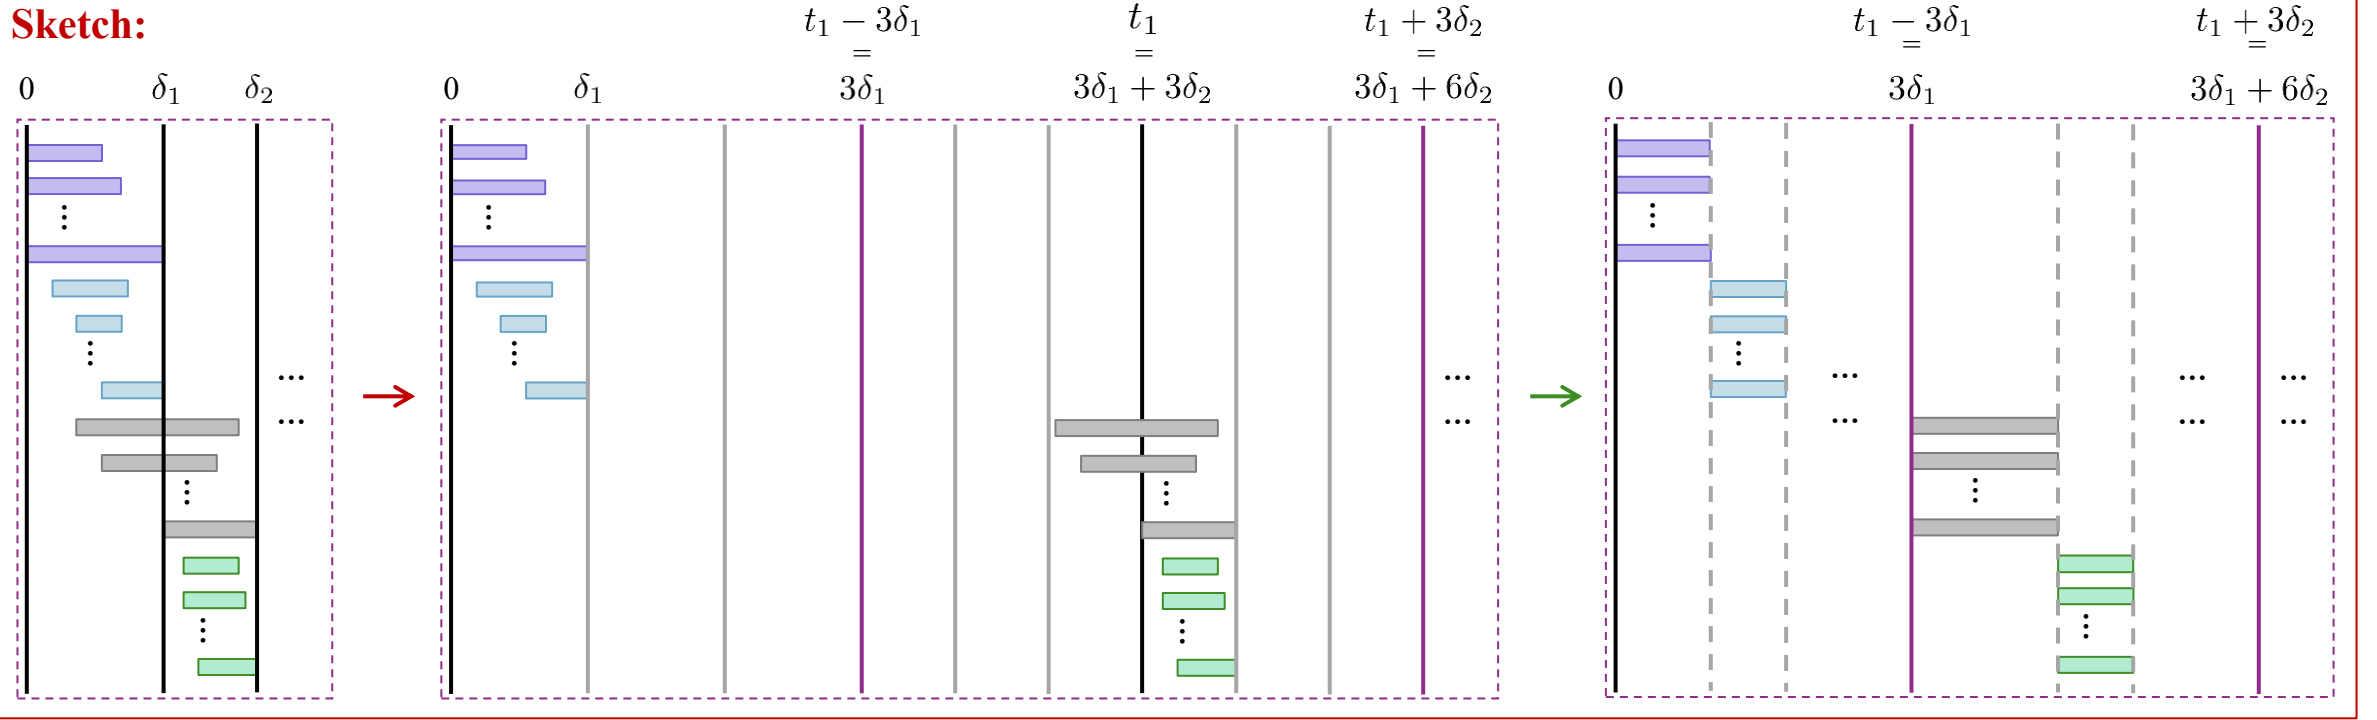 Sketch:
0 δ₁ δ₂
t₁ − 3δ₁ t₁ t₁ + 3δ₂
= = =
0 δ₁ 3δ₁ 3δ₁ + 3δ₂ 3δ₁ + 6δ₂
t₁ − 3δ₁ t₁ + 3δ₂
= =
0 3δ₁ 3δ₁ + 6δ₂